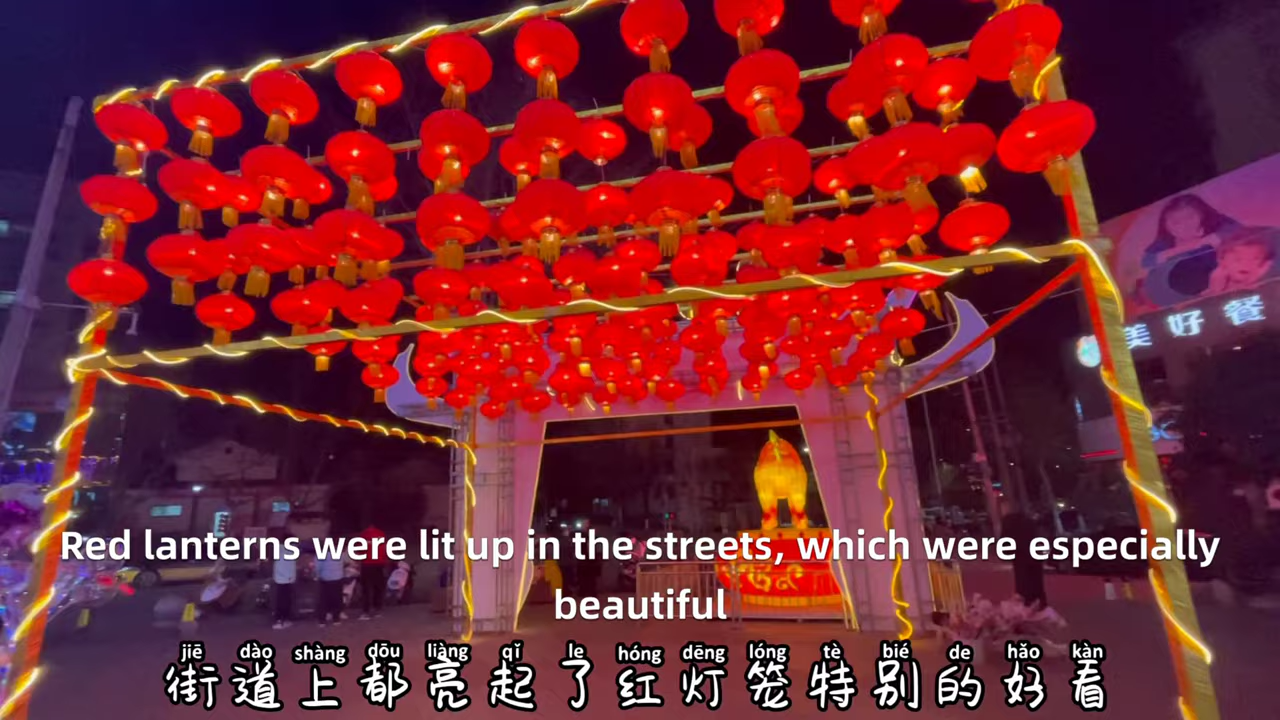 美好餐
Red lanterns were lit up in the streets, which were especially
beautiful
jiē dào shàng dōu liàng qǐ le hóng dēng lóng tè bié de hǎo kàn
街道上都亮起了红灯笼特别的好看